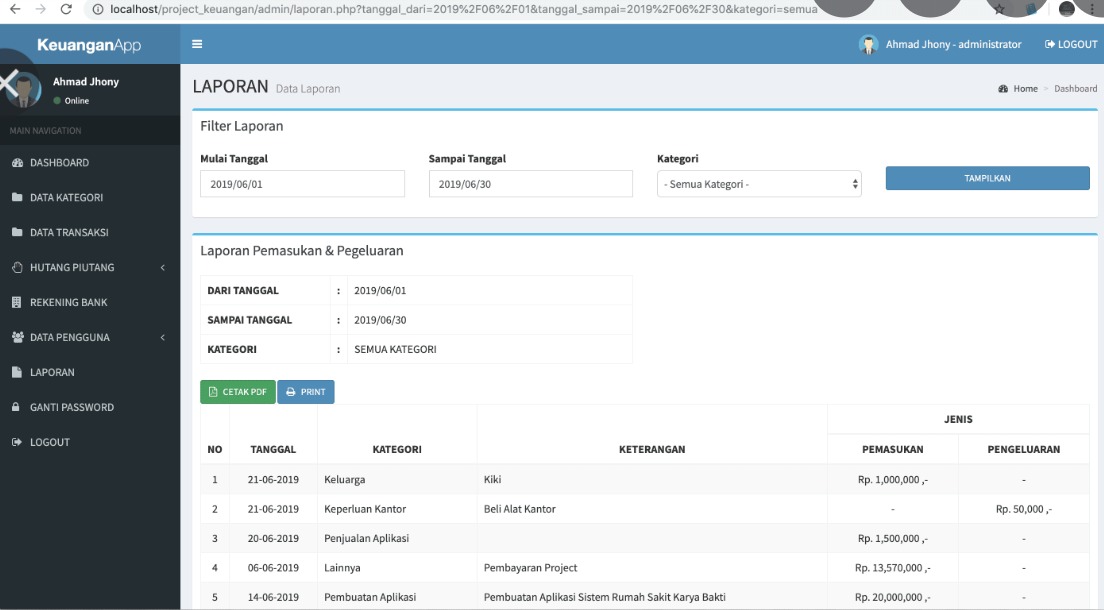 localhost/project_keuangan/admin/laporan.php?tanggal_dari=2019%2F06%2F01&tanggal_sampai=2019%2F06%2F30&kategori=semua
KeuanganApp
Ahmad Jhony - administrator
LOGOUT
Ahmad Jhony
Online
MAIN NAVIGATION
DASHBOARD
DATA KATEGORI
DATA TRANSAKSI
HUTANG PIUTANG <
REKENING BANK
DATA PENGGUNA <
LAPORAN
GANTI PASSWORD
LOGOUT
LAPORAN Data Laporan
Home > Dashboard
Filter Laporan
Mulai Tanggal Sampai Tanggal Kategori
2019/06/01 2019/06/30 - Semua Kategori - TAMPILKAN
Laporan Pemasukan & Pegeluaran
DARI TANGGAL : 2019/06/01
SAMPAI TANGGAL : 2019/06/30
KATEGORI : SEMUA KATEGORI
CETAK PDF PRINT
JENIS
NO TANGGAL KATEGORI KETERANGAN PEMASUKAN PENGELUARAN
1 21-06-2019 Keluarga Kiki Rp. 1,000,000 ,- -
2 21-06-2019 Keperluan Kantor Beli Alat Kantor - Rp. 50,000 ,-
3 20-06-2019 Penjualan Aplikasi Rp. 1,500,000 ,- -
4 06-06-2019 Lainnya Pembayaran Project Rp. 13,570,000 ,- -
5 14-06-2019 Pembuatan Aplikasi Pembuatan Aplikasi Sistem Rumah Sakit Karya Bakti Rp. 20,000,000 ,- -